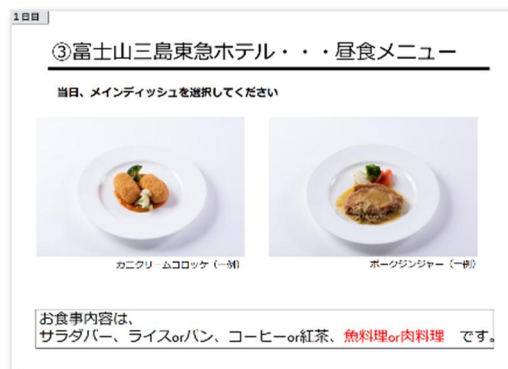 1日目
③富士山三島東急ホテル・・・昼食メニュー
当日、メインディッシュを選択してください
カニクリームコロッケ（一例）
ポークジンジャー（一例）
お食事内容は、
サラダバー、ライスorパン、コーヒーor紅茶、魚料理or肉料理　です。